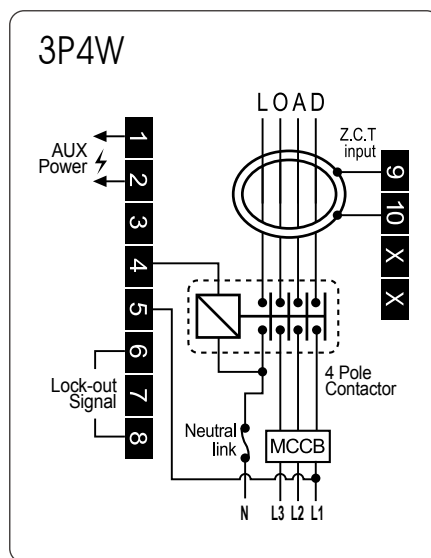 3P4W
LOAD
AUX
Power
Z.C.T
input
1
2
3
4
5
6
7
8
9
10
X
X
Lock-out
Signal
4 Pole
Contactor
Neutral
link
MCCB
N L3 L2 L1